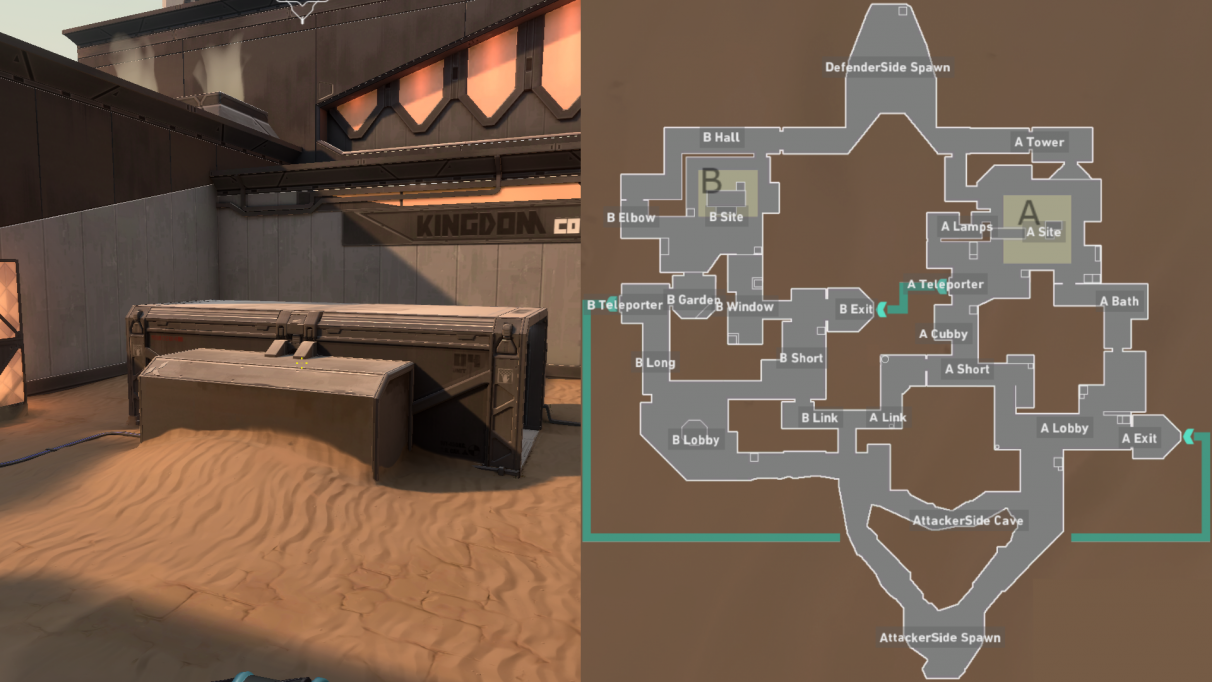 KINGDOM CO
04
DefenderSide Spawn
B Hall
A Tower
B
A
B Elbow
B Site
A Lamps
A Site
B Teleporter
B Garden
B Window
B Exit
A Teleporter
A Bath
A Cubby
B Long
B Short
A Short
B Link
A Link
B Lobby
A Lobby
A Exit
AttackerSide Cave
AttackerSide Spawn